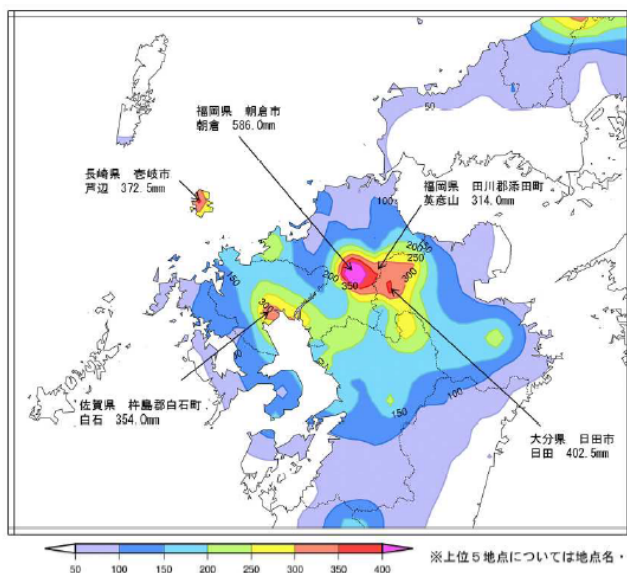 50
福岡県 朝倉市
朝倉 586.0mm
長崎県 壱岐市
芦辺 372.5mm
福岡県 田川郡添田町
英彦山 314.0mm
100
200
250
150
200
300
350
300
佐賀県 杵島郡白石町
白石 354.0mm
100
150
大分県 日田市
日田 402.5mm
50 100 150 200 250 300 350 400
※上位5地点については地点名・